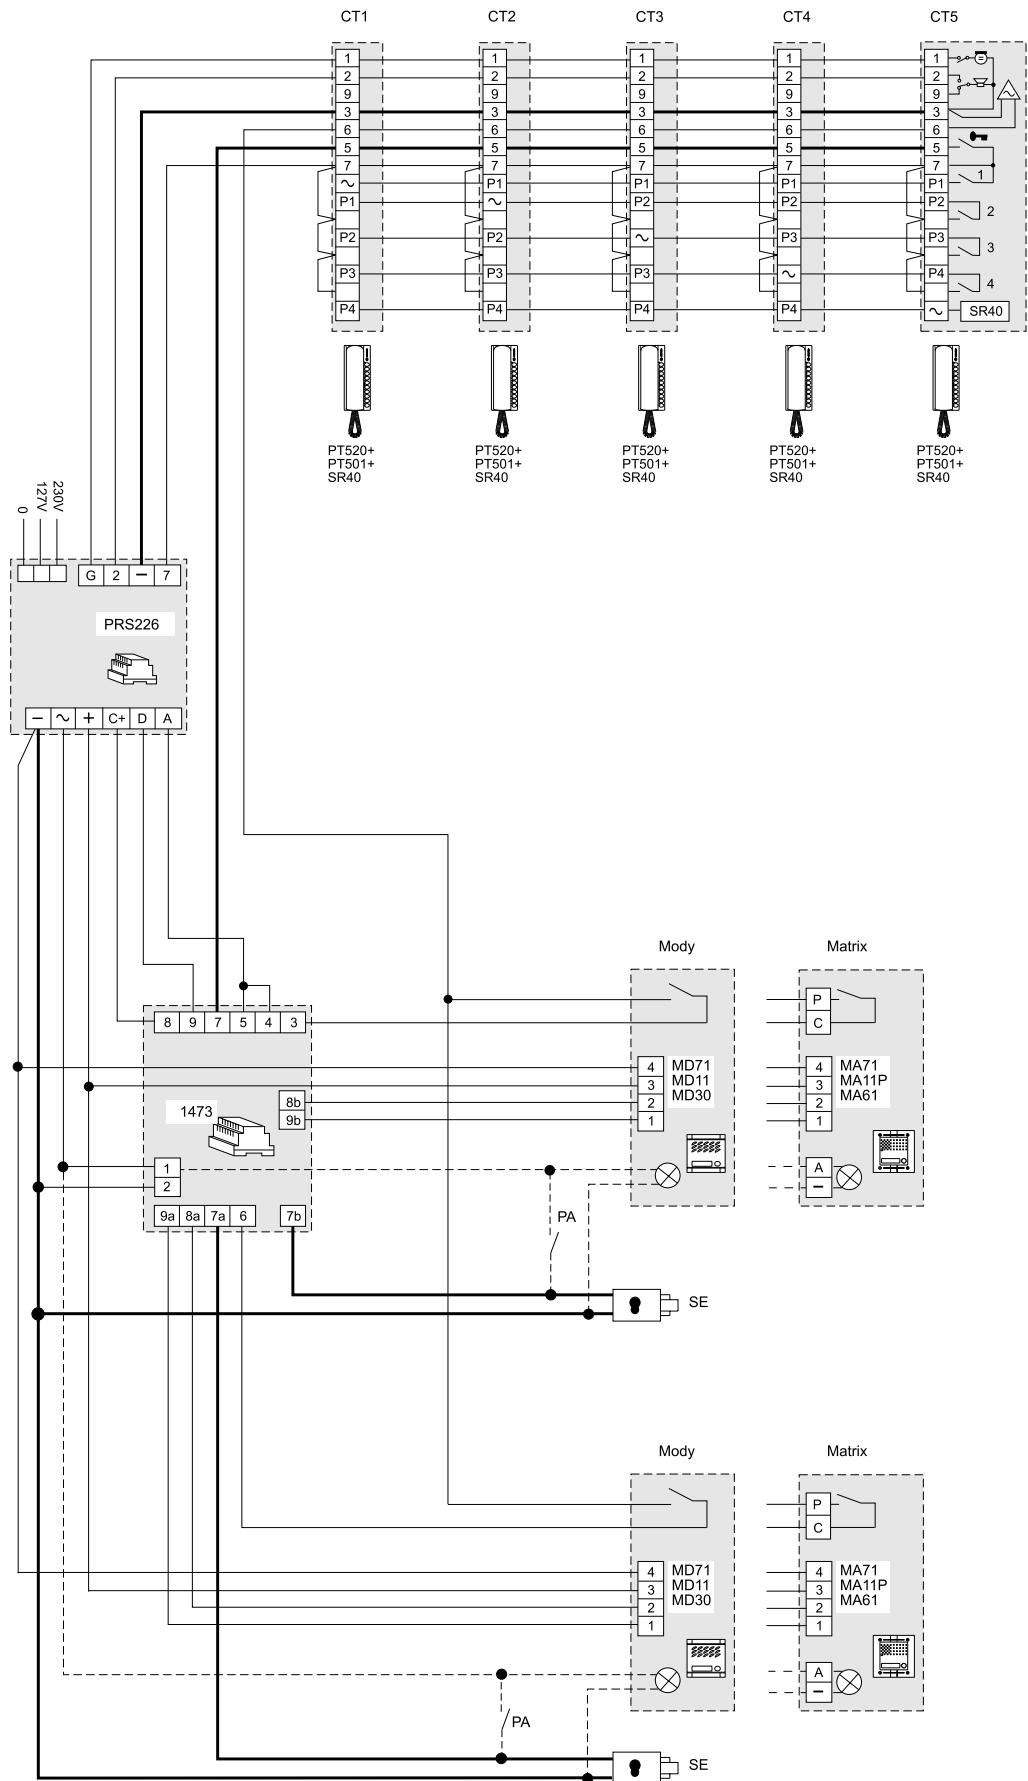 CT1 CT2 CT3 CT4 CT5
1 1 1 1 1
2 2 2 2 2
9 9 9 9 9
3 3 3 3 3
6 6 6 6 6
5 5 5 5 5
7 7 7 7 7
~ P1 P1 P1 P1 1
P1 ~ P2 P2 P2
2
P2 P2 ~ P3 P3
3
P3 P3 P3 ~ P4
4
P4 P4 P4 P4 ~ SR40
PT520+ PT520+ PT520+ PT520+ PT520+
PT501+ PT501+ PT501+ PT501+ PT501+
SR40 SR40 SR40 SR40 SR40
0 127V 230V
G 2 – 7
PRS226
– ~ + C+ D A
Mody Matrix
P
C
8 9 7 5 4 3
4 MD71 4 MA71
3 MD11 3 MA11P
2 MD30 2 MA61
1 1
8b
9b
1473
1
2
A
–
9a 8a 7a 6 7b
PA
SE
Mody Matrix
P
C
4 MD71 4 MA71
3 MD11 3 MA11P
2 MD30 2 MA61
1 1
A
–
PA
SE